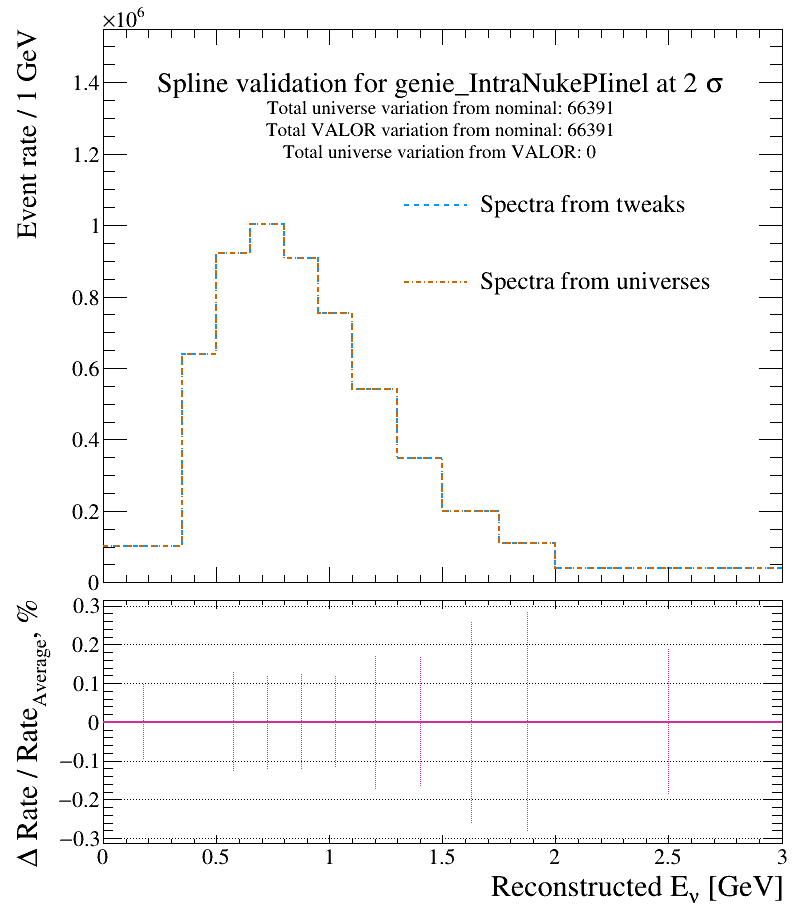 ×10⁶
Event rate / 1 GeV
Spline validation for genie_IntraNukePIinel at 2 σ
Total universe variation from nominal: 66391
Total VALOR variation from nominal: 66391
Total universe variation from VALOR: 0
Spectra from tweaks
Spectra from universes
1.4
1.2
1
0.8
0.6
0.4
0.2
0
Δ Rate / Rate_Average, %
0.3
0.2
0.1
0
−0.1
−0.2
−0.3
0 0.5 1 1.5 2 2.5 3
Reconstructed E_ν [GeV]